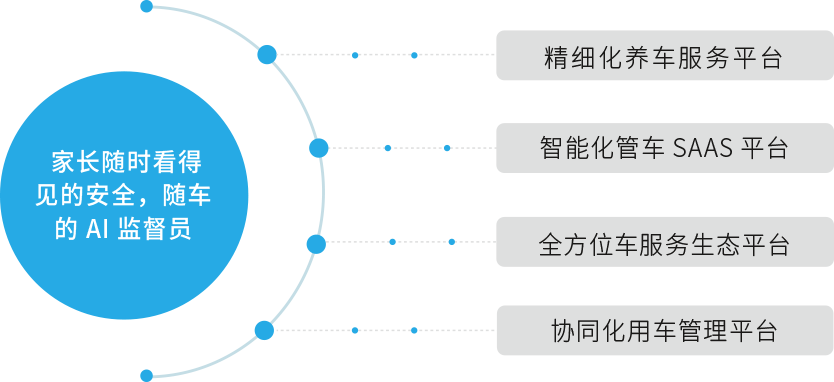 家长随时看得
见的安全，随车
的 AI 监督员
精细化养车服务平台
智能化管车 SAAS 平台
全方位车服务生态平台
协同化用车管理平台